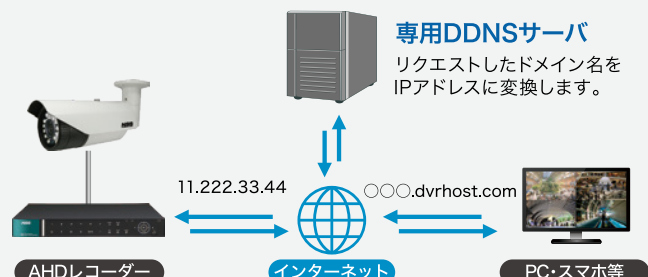 専用DDNSサーバ
リクエストしたドメイン名を
IPアドレスに変換します。
11.222.33.44
○○○.dvrhost.com
AHDレコーダー
インターネット
PC・スマホ等